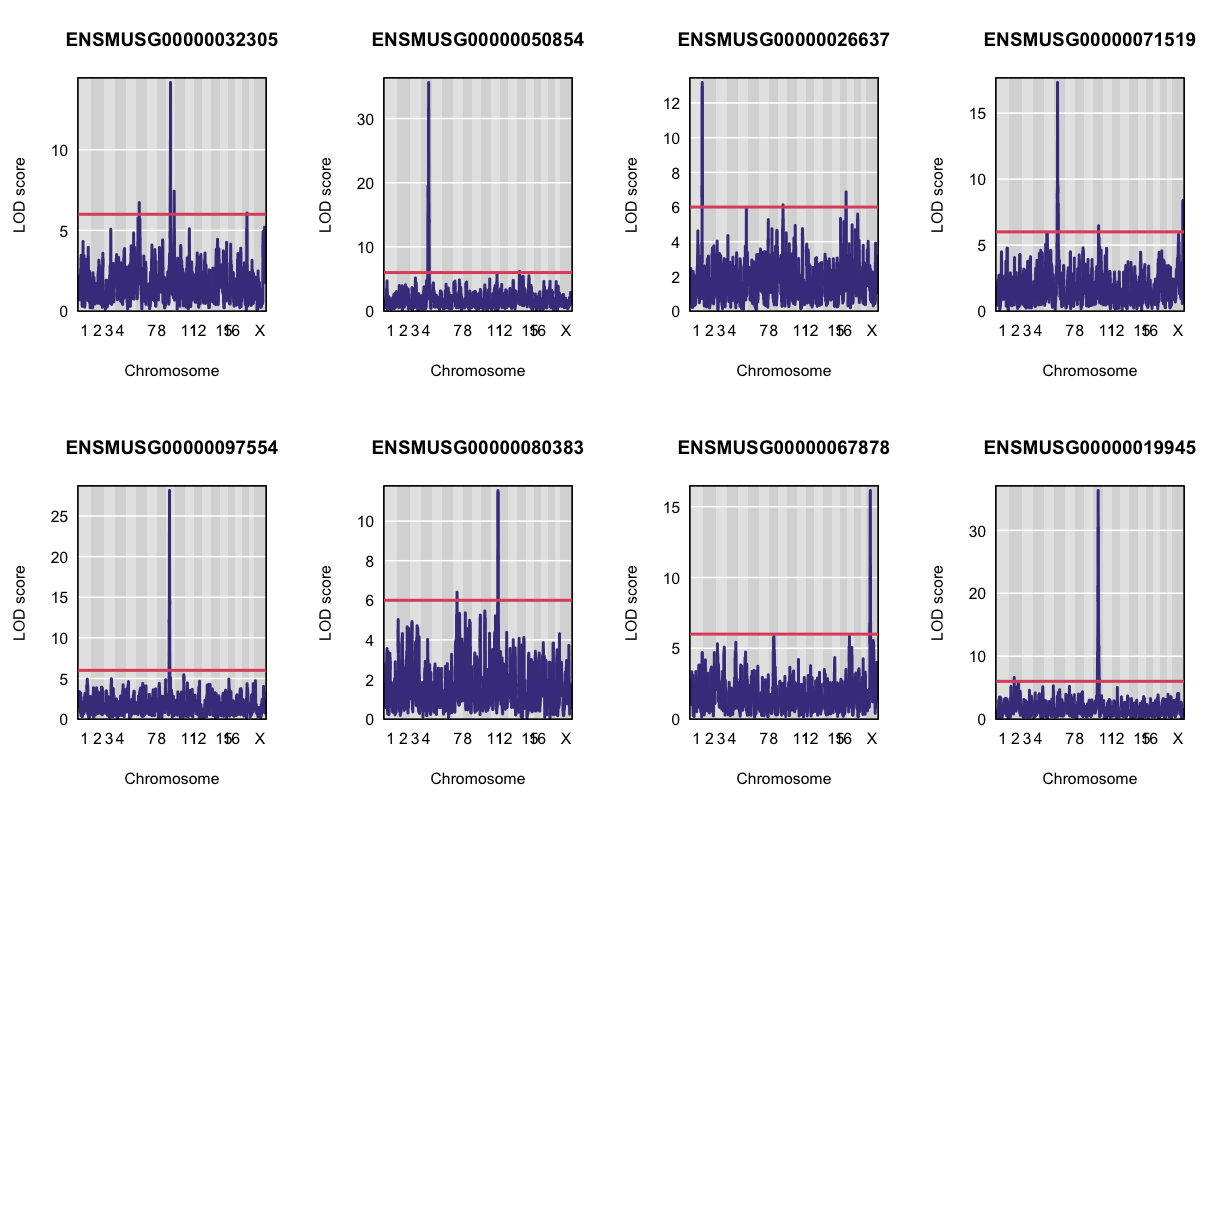 ENSMUSG00000032305
LOD score
10
5
0
1 2 3 4 7 8 11 12 15 16 X
Chromosome
ENSMUSG00000050854
LOD score
30
20
10
0
1 2 3 4 7 8 11 12 15 16 X
Chromosome
ENSMUSG00000026637
LOD score
12
10
8
6
4
2
0
1 2 3 4 7 8 11 12 15 16 X
Chromosome
ENSMUSG00000071519
LOD score
15
10
5
0
1 2 3 4 7 8 11 12 15 16 X
Chromosome
ENSMUSG00000097554
LOD score
25
20
15
10
5
0
1 2 3 4 7 8 11 12 15 16 X
Chromosome
ENSMUSG00000080383
LOD score
10
8
6
4
2
0
1 2 3 4 7 8 11 12 15 16 X
Chromosome
ENSMUSG00000067878
LOD score
15
10
5
0
1 2 3 4 7 8 11 12 15 16 X
Chromosome
ENSMUSG00000019945
LOD score
30
20
10
0
1 2 3 4 7 8 11 12 15 16 X
Chromosome